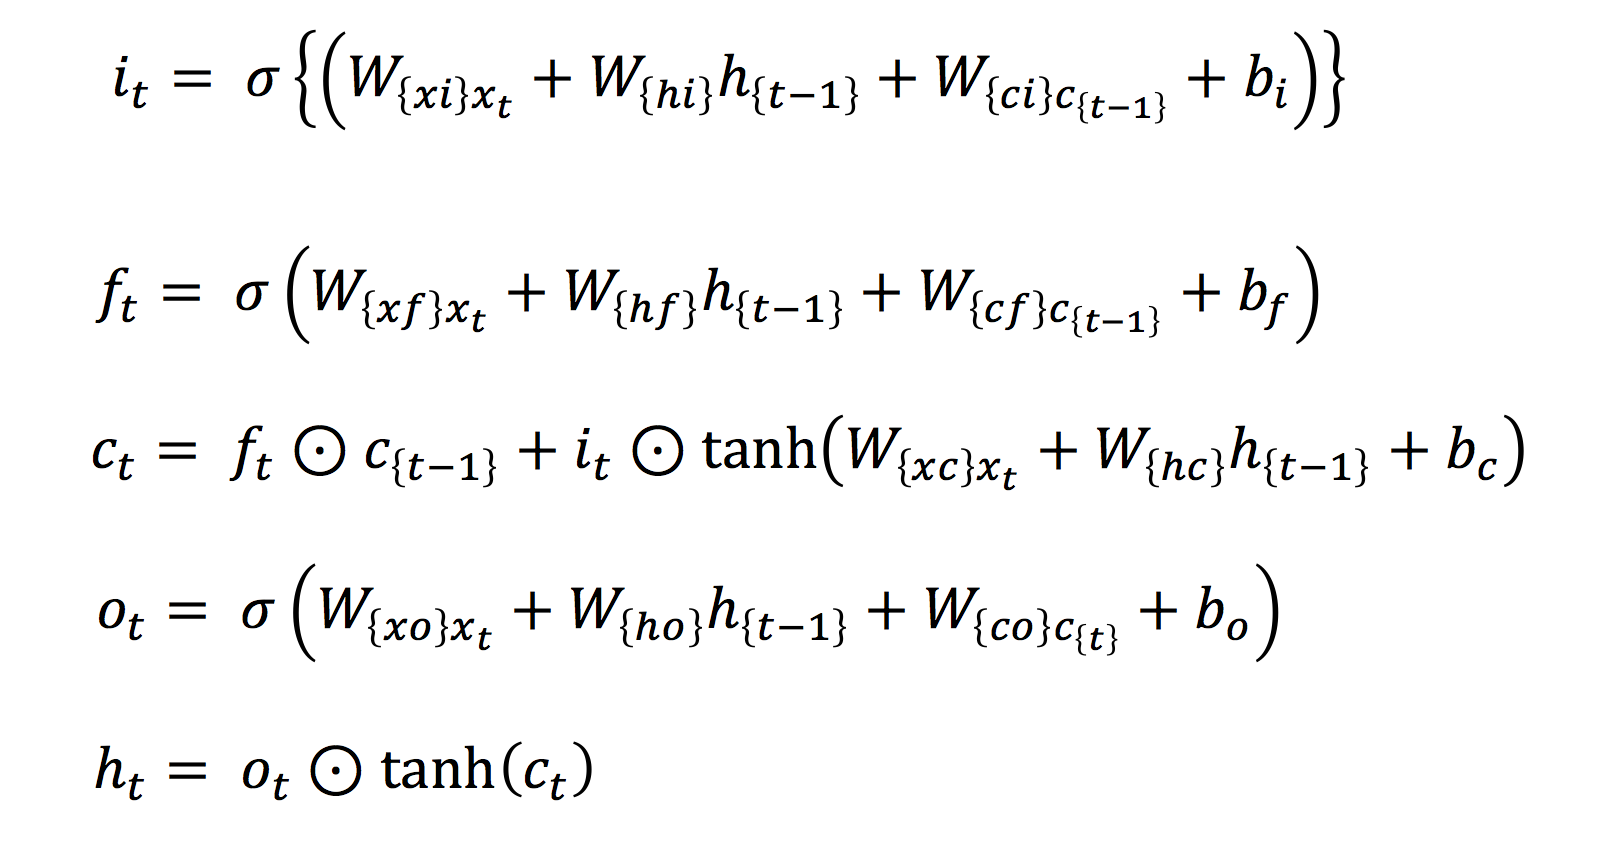 i_t = σ{(W_{{xi}x_t} + W_{{hi}}h_{{t−1}} + W_{{ci}c_{{t−1}}} + b_i)}
f_t = σ(W_{{xf}x_t} + W_{{hf}}h_{{t−1}} + W_{{cf}c_{{t−1}}} + b_f)
c_t = f_t ⊙ c_{{t−1}} + i_t ⊙ tanh(W_{{xc}x_t} + W_{{hc}}h_{{t−1}} + b_c)
o_t = σ(W_{{xo}x_t} + W_{{ho}}h_{{t−1}} + W_{{co}c_{{t}}} + b_o)
h_t = o_t ⊙ tanh(c_t)